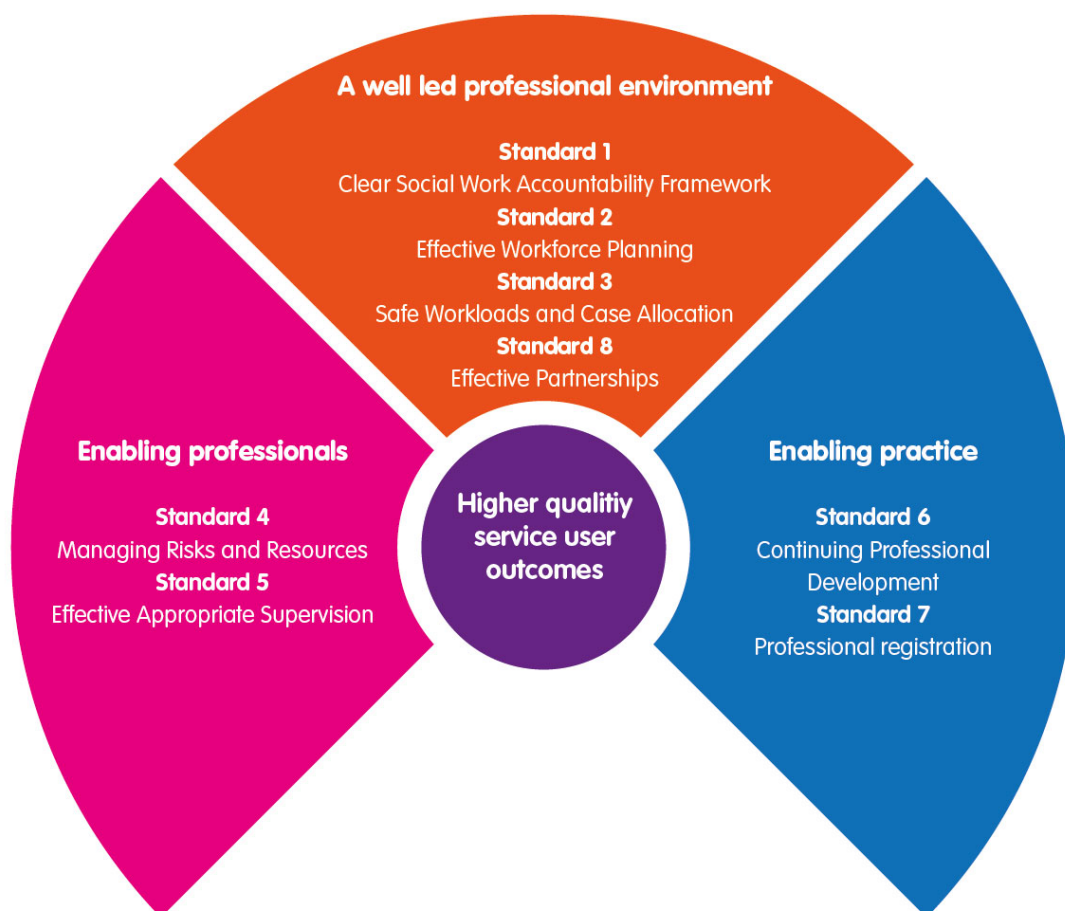 A well led professional environment
Standard 1
Clear Social Work Accountability Framework
Standard 2
Effective Workforce Planning
Standard 3
Safe Workloads and Case Allocation
Standard 8
Effective Partnerships
Enabling professionals
Standard 4
Managing Risks and Resources
Standard 5
Effective Appropriate Supervision
Higher qualitiy
service user
outcomes
Enabling practice
Standard 6
Continuing Professional
Development
Standard 7
Professional registration